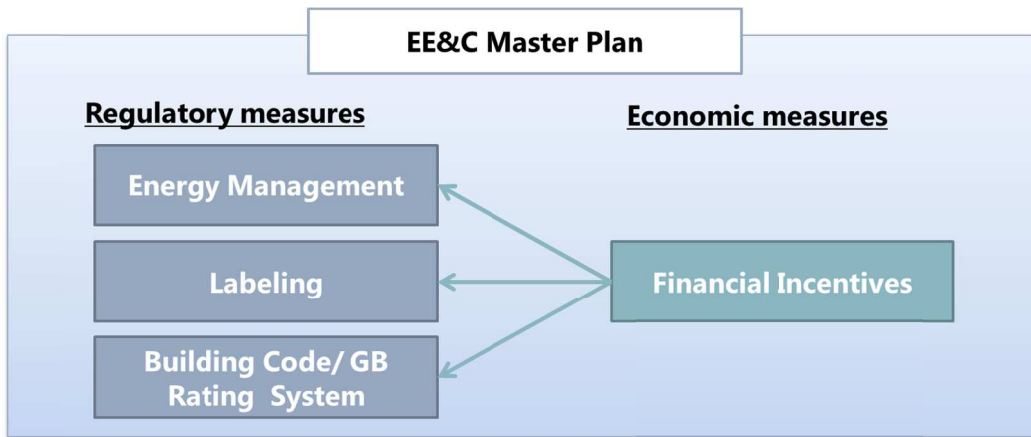 EE&C Master Plan
Regulatory measures
Economic measures
Energy Management
Labeling
Financial Incentives
Building Code/ GB
Rating System